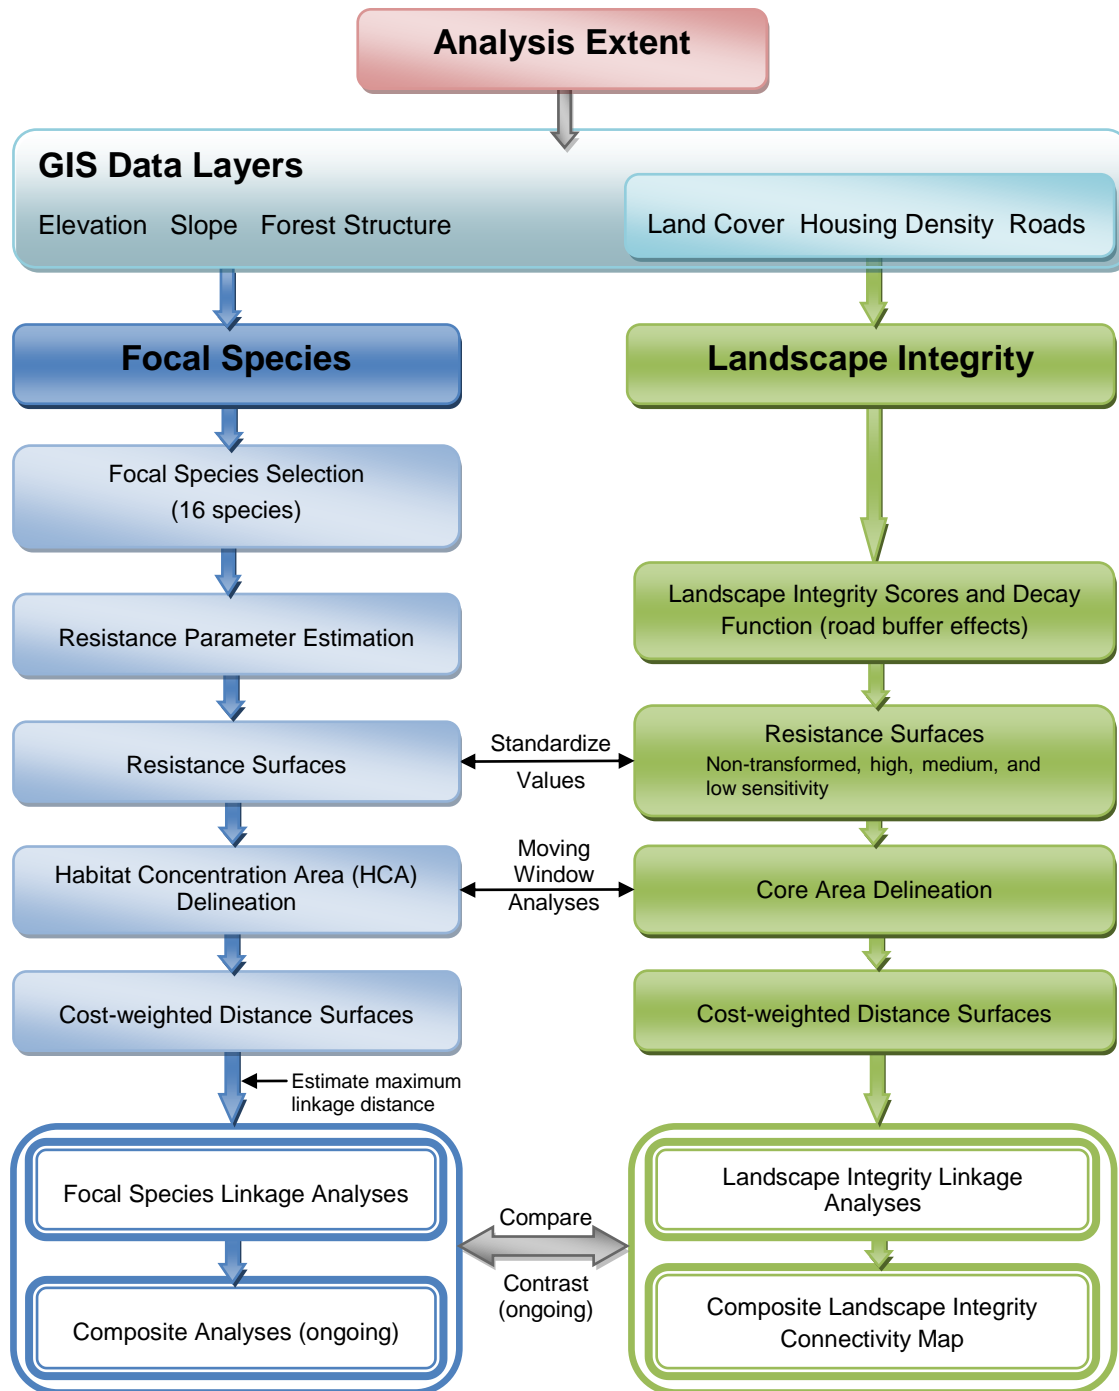 Analysis Extent
GIS Data Layers
Elevation Slope Forest Structure
Land Cover Housing Density Roads
Focal Species
Landscape Integrity
Focal Species Selection
(16 species)
Landscape Integrity Scores and Decay
Function (road buffer effects)
Resistance Parameter Estimation
Resistance Surfaces
Standardize
Values
Resistance Surfaces
Non-transformed, high, medium, and
low sensitivity
Habitat Concentration Area (HCA)
Delineation
Moving
Window
Analyses
Core Area Delineation
Cost-weighted Distance Surfaces
Cost-weighted Distance Surfaces
Estimate maximum
linkage distance
Focal Species Linkage Analyses
Landscape Integrity Linkage
Analyses
Compare
Contrast
(ongoing)
Composite Analyses (ongoing)
Composite Landscape Integrity
Connectivity Map